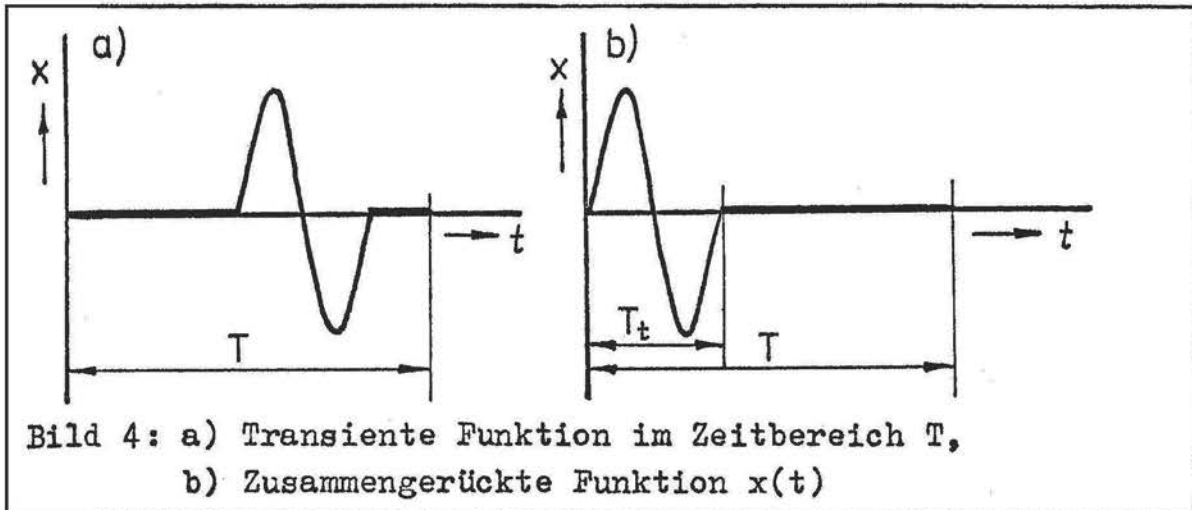 a)
x
t
T
b)
x
t
T_t
T
Bild 4: a) Transiente Funktion im Zeitbereich T,
b) Zusammengerückte Funktion x(t)